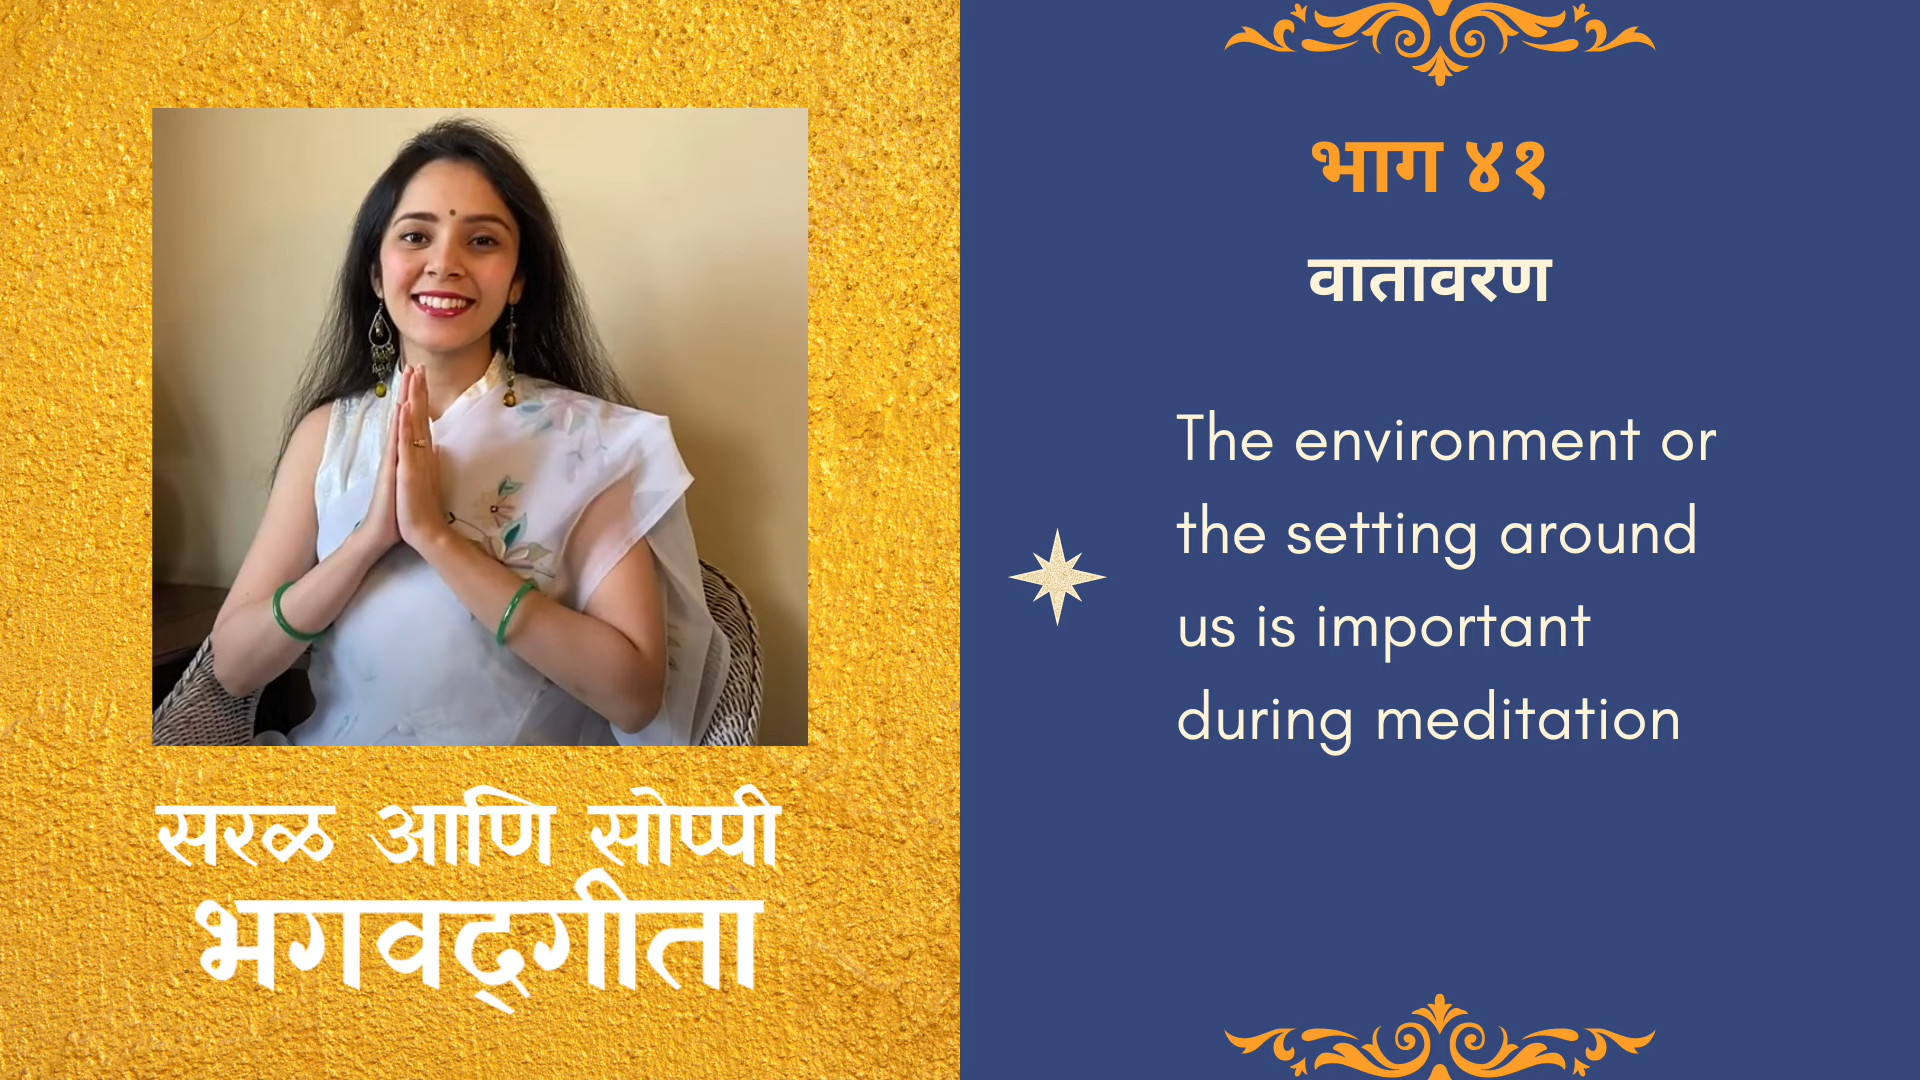 सरळ आणि सोप्पी
भगवद्‌गीता
भाग ४१
वातावरण
The environment or
the setting around
us is important
during meditation